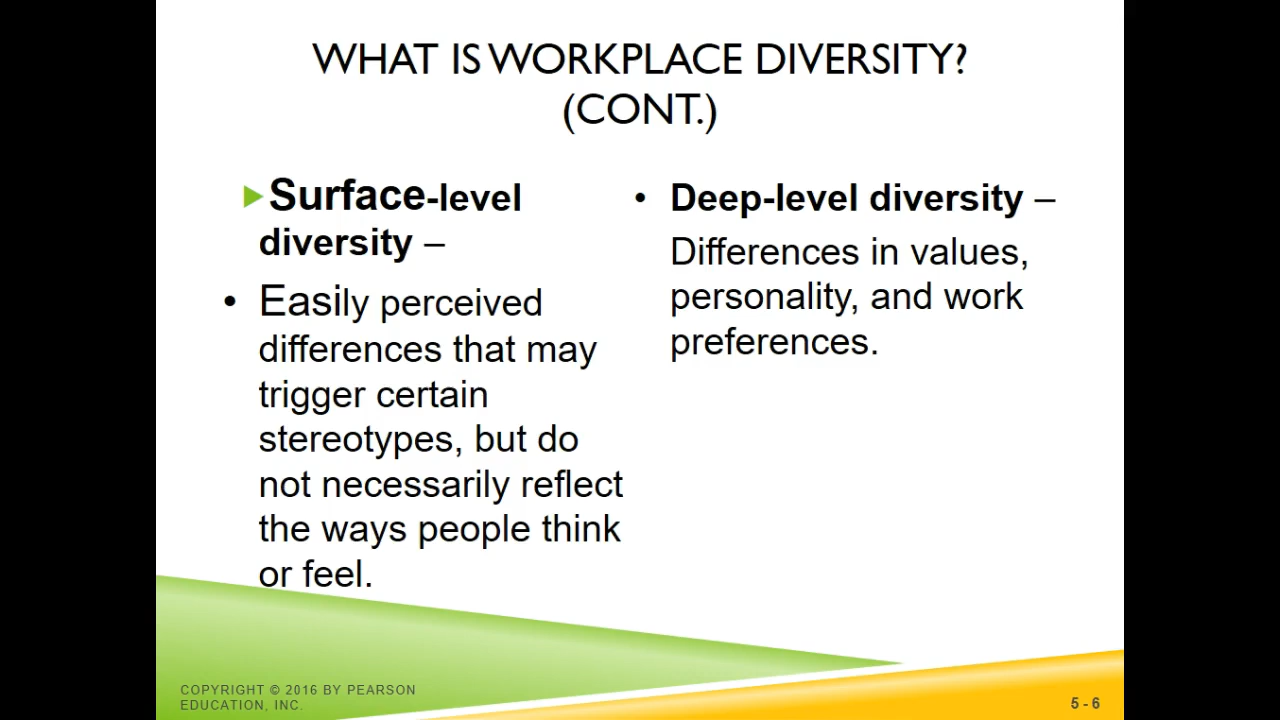 WHAT IS WORKPLACE DIVERSITY?
(CONT.)
Surface-level
diversity –
• Easily perceived
differences that may
trigger certain
stereotypes, but do
not necessarily reflect
the ways people think
or feel.
• Deep-level diversity –
Differences in values,
personality, and work
preferences.
COPYRIGHT © 2016 BY PEARSON
EDUCATION, INC.
5 - 6